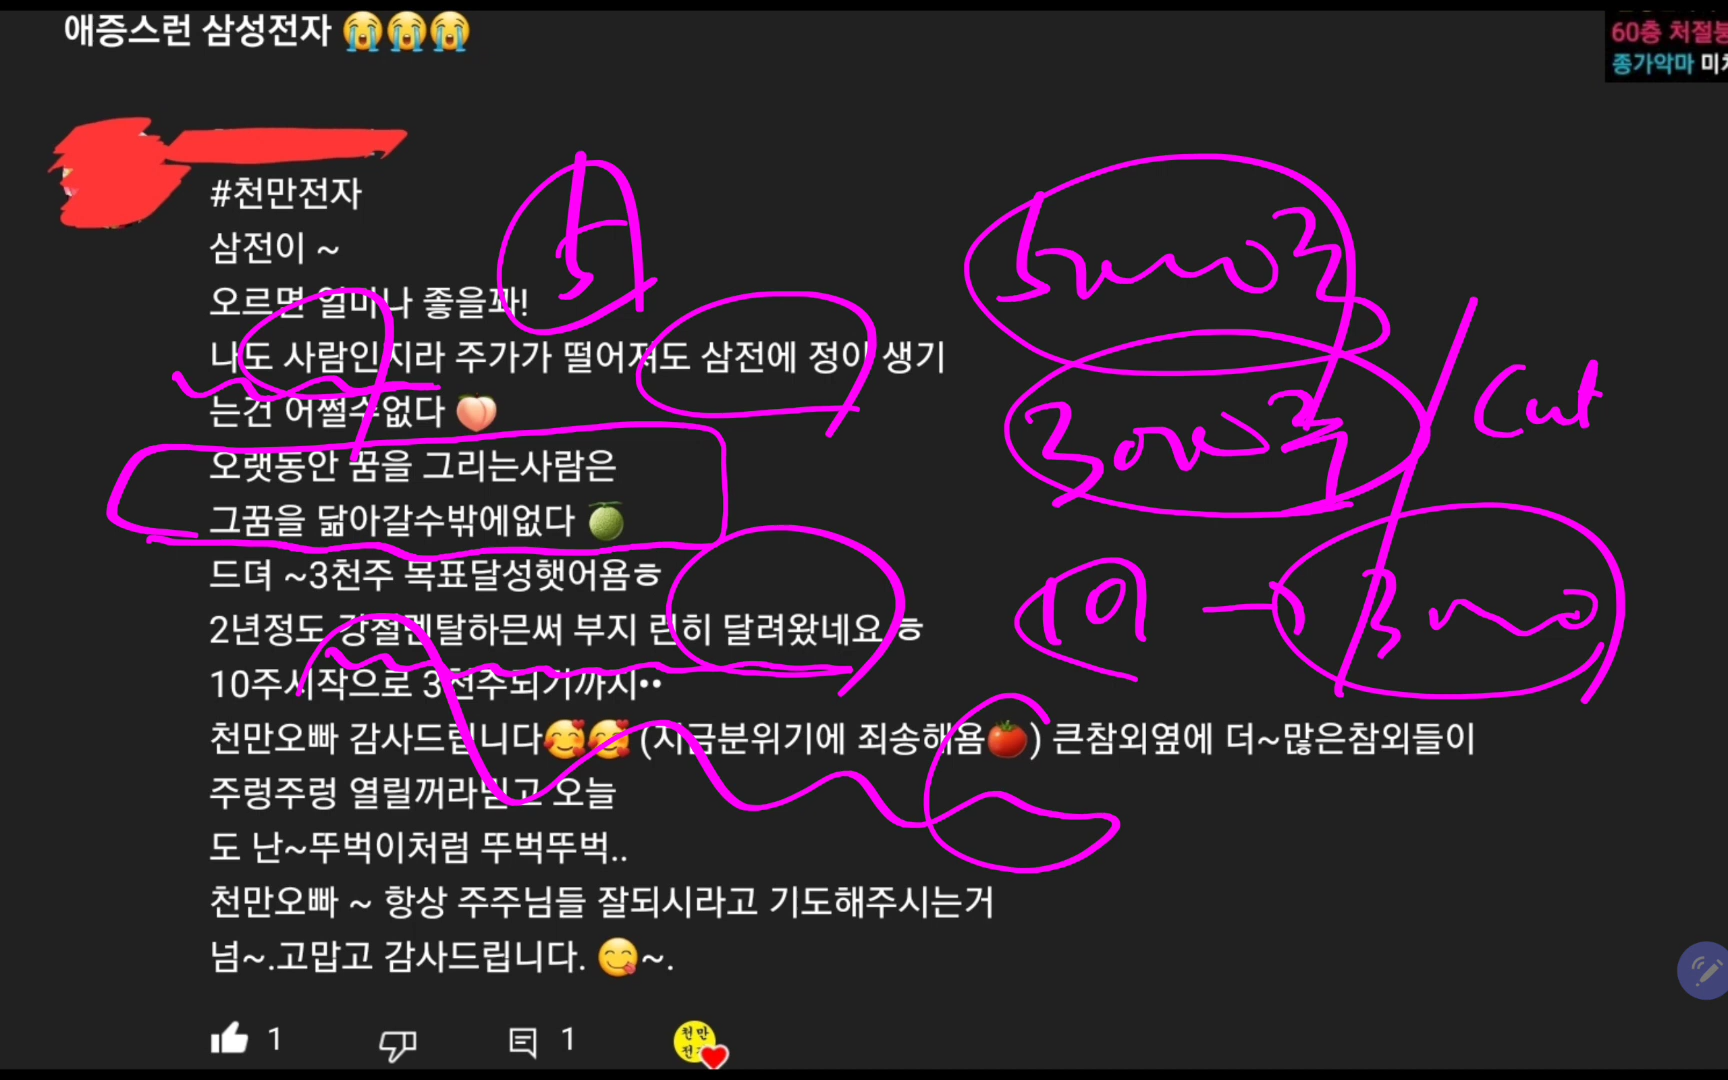 애증스런 삼성전자 😭😭😭
60층 처절
종가악마 미
#천만전자
삼전이 ~
오르면 얼마나 좋을꽈!
나도 사람인지라 주가가 떨어져도 삼전에 정이 생기
는건 어쩔수없다 🍑
오랫동안 꿈을 그리는사람은
그꿈을 닮아갈수밖에없다 🍈
드뎌 ~3천주 목표달성햇어욤ㅎ
2년정도 강철멘탈하믄써 부지 런히 달려왔네요 ㅎ
10주시작으로 3천주되기까지••
천만오빠 감사드립니다🥰🥰 (지금분위기에 죄송해욤🍅) 큰참외옆에 더~많은참외들이
주렁주렁 열릴꺼라믿고 오늘
도 난~뚜벅이처럼 뚜벅뚜벅..
천만오빠 ~ 항상 주주님들 잘되시라고 기도해주시는거
넘~.고맙고 감사드립니다. 😋~.
1 1
천만
Cut